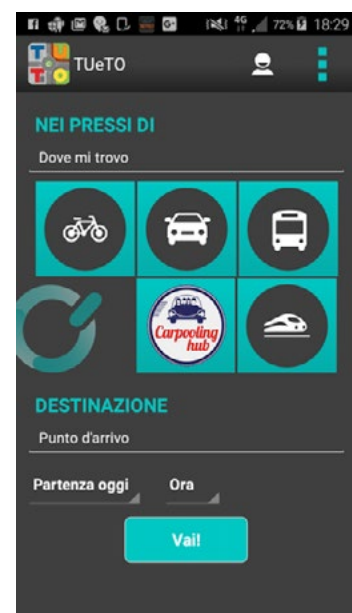 4G 72% 18:29
TUeTO
NEI PRESSI DI
Dove mi trovo
Carpooling
hub
DESTINAZIONE
Punto d'arrivo
Partenza oggi Ora
Vai!